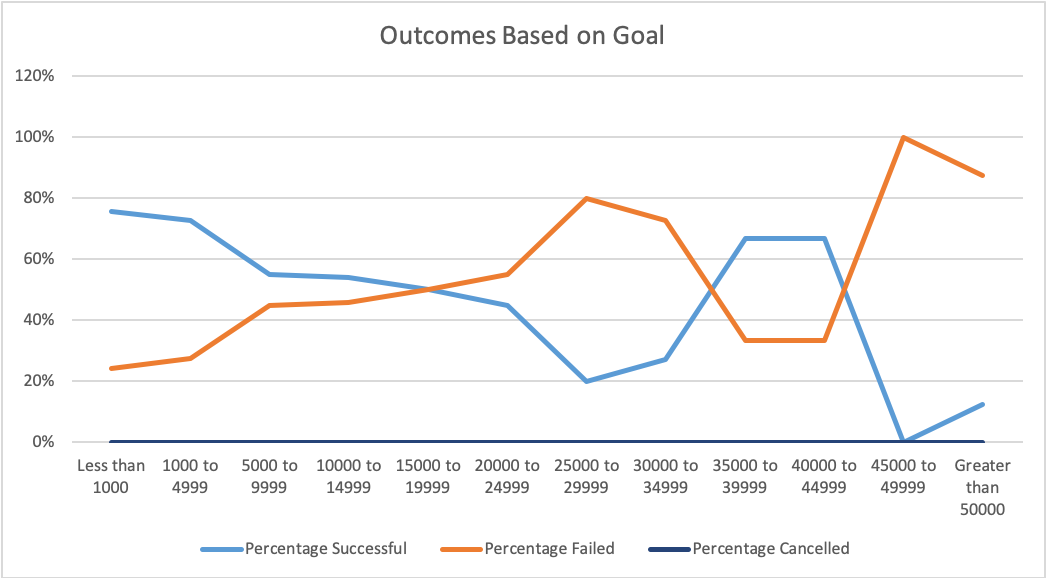 Outcomes Based on Goal
120%
100%
80%
60%
40%
20%
0%
Less than 1000 to 5000 to 10000 to 15000 to 20000 to 25000 to 30000 to 35000 to 40000 to 45000 to Greater
1000 4999 9999 14999 19999 24999 29999 34999 39999 44999 49999 than
50000
Percentage Successful Percentage Failed Percentage Cancelled